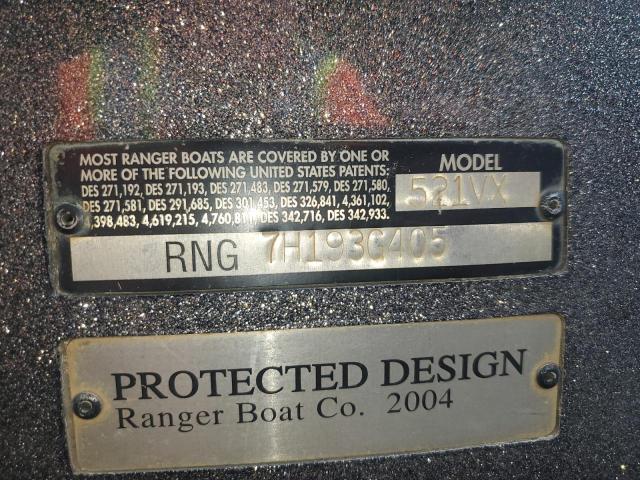 MOST RANGER BOATS ARE COVERED BY ONE OR
MORE OF THE FOLLOWING UNITED STATES PATENTS:
DES 271,192, DES 271,193, DES 271,483, DES 271,579, DES 271,580,
DES 271,581, DES 291,685, DES 301,453, DES 326,841, 4,361,102,
4,398,483, 4,619,215, 4,760,811, DES 342,716, DES 342,933.
MODEL
521VX
RNG 7H193G405
PROTECTED DESIGN
Ranger Boat Co. 2004